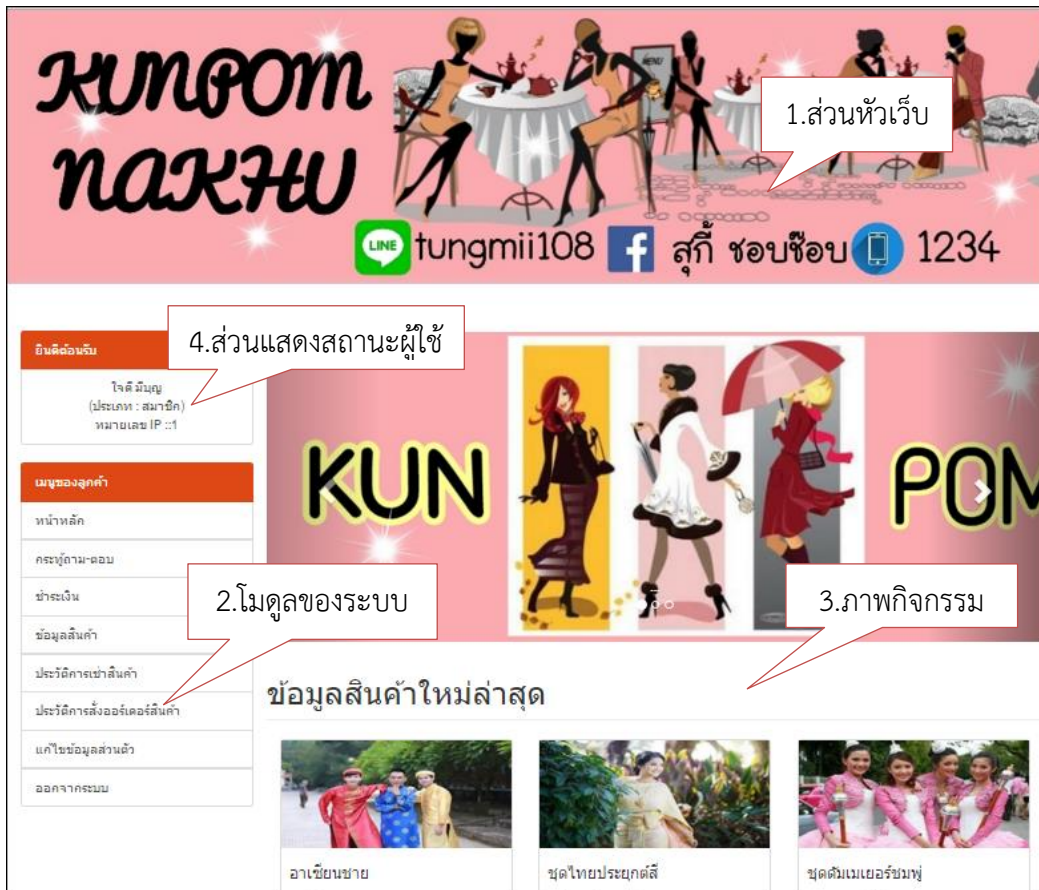 KUNPOM
NAKHU
MENU
1.ส่วนหัวเว็บ
LINE tungmii108 f สุกี้ ชอบช๊อบ 1234
ยินดีต้อนรับ
4.ส่วนแสดงสถานะผู้ใช้
ใจดี มีบุญ
(ประเภท : สมาชิก)
หมายเลข IP ::1
KUN POM
เมนูของลูกค้า
หน้าหลัก
กระทู้ถาม-ตอบ
ชำระเงิน
2.โมดูลของระบบ
3.ภาพกิจกรรม
ข้อมูลสินค้า
ประวัติการเช่าสินค้า
ประวัติการสั่งออร์เดอร์สินค้า
แก้ไขข้อมูลส่วนตัว
ออกจากระบบ
ข้อมูลสินค้าใหม่ล่าสุด
อาเซียนชาย
ชุดไทยประยุกต์สี
ชุดดัมเมเยอร์ชมพู่